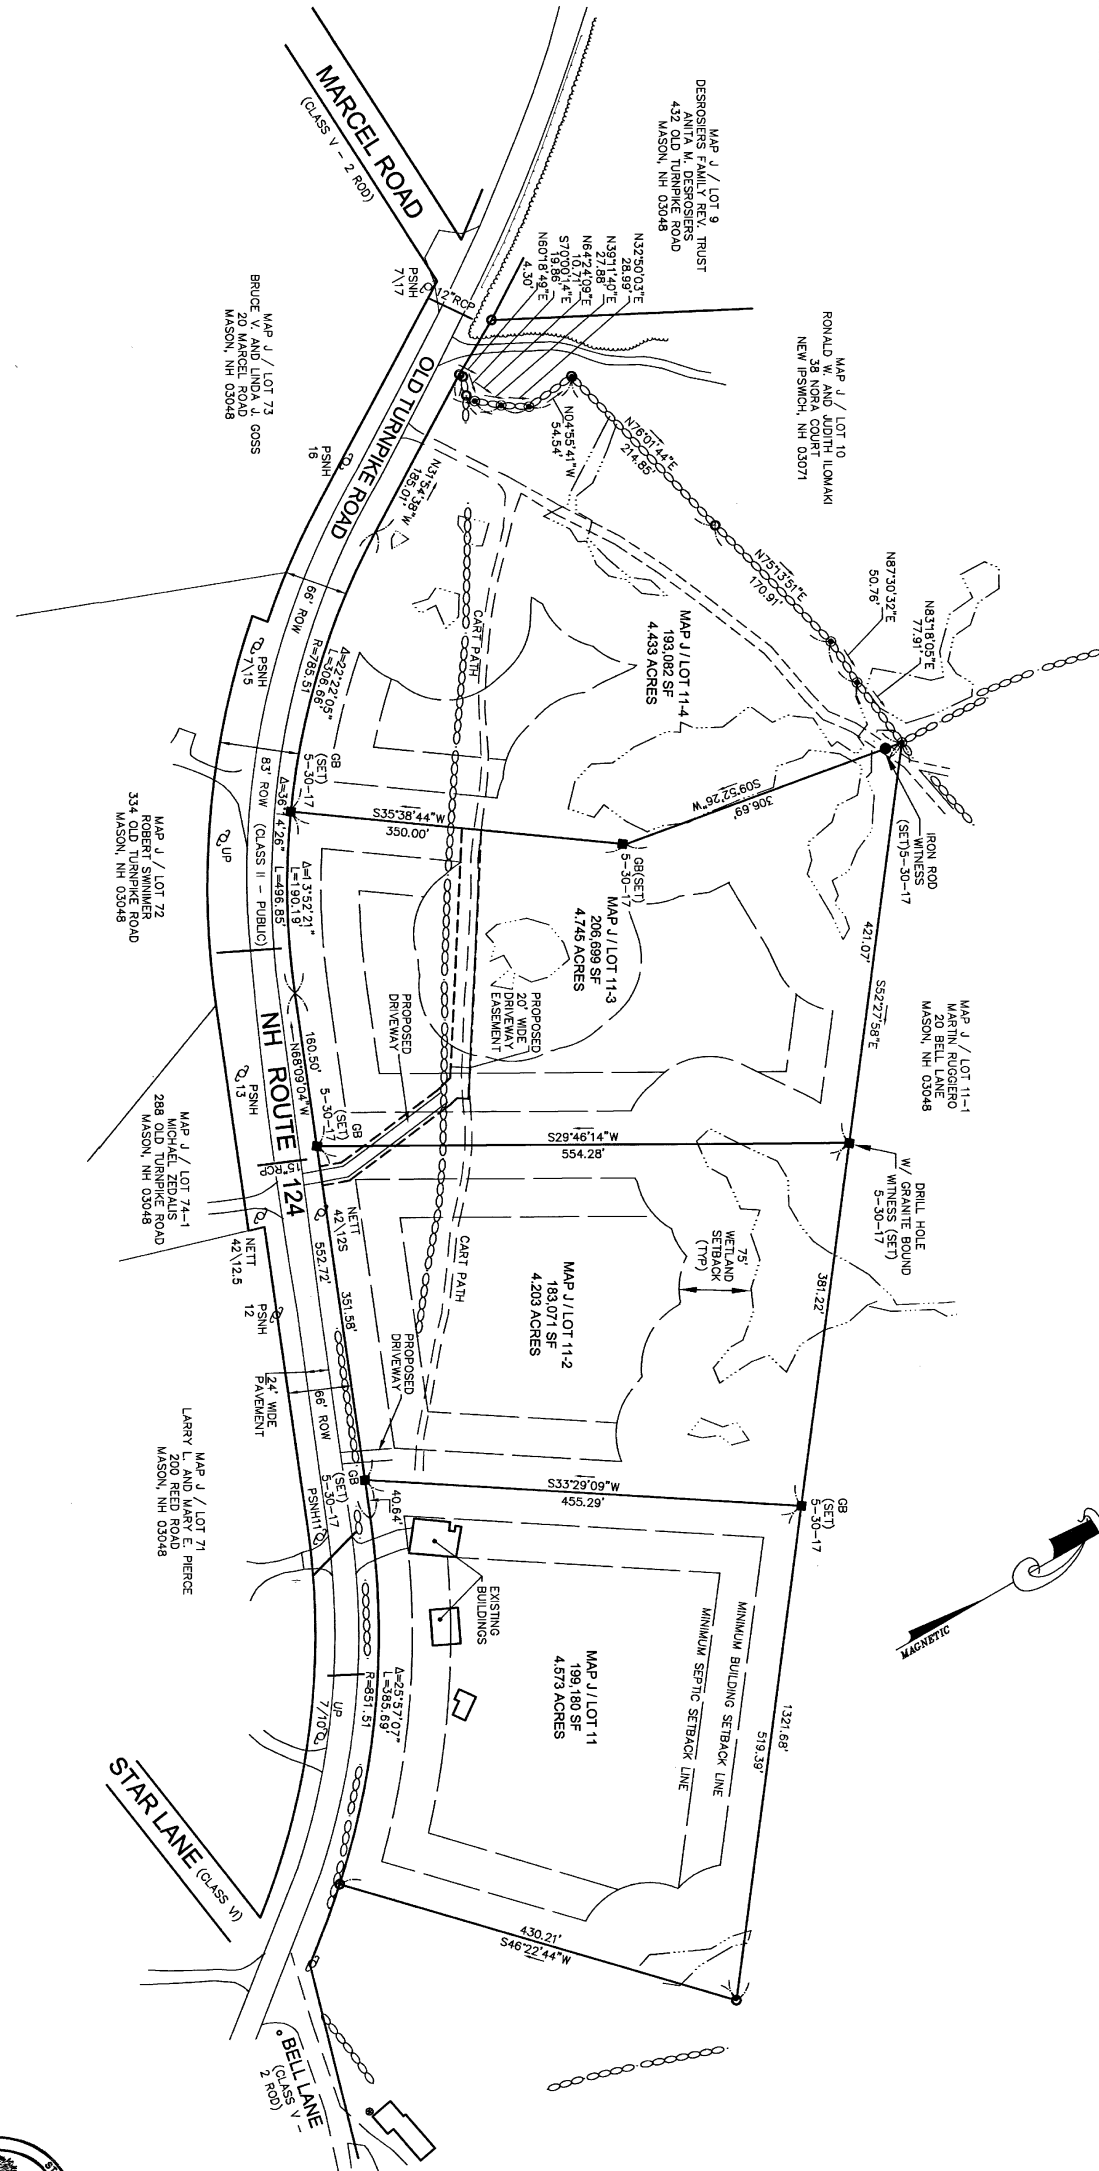 MARCEL ROAD
(CLASS V - 2 ROD)
MAP J / LOT 9
DESROSIERS FAMILY REV. TRUST
ANITA M. DESROSIERS
432 OLD TURNPIKE ROAD
MASON, NH 03048
MAP J / LOT 10
RONALD W. AND JUDITH ILOMAKI
38 NORA COURT
NEW IPSWICH, NH 03071
N32°50'03"E
28.99'
N39°11'40"E
27.88'
N64°24'09"E
10.71'
S70°00'14"E
19.86'
N60°18'49"E
4.30'
PSNH
7\17
12"RCP
MAP J / LOT 73
BRUCE V. AND LINDA J. GOSS
20 MARCEL ROAD
MASON, NH 03048
OLD TURNPIKE ROAD
PSNH
16
N04°55'41"W
54.54'
N76°01'44"E
214.85'
N31°54'38"W
185.01'
N75°13'51"E
170.91'
N87°30'32"E
50.76'
N83°18'05"E
77.91'
66' ROW
PSNH
7\15
Δ=22°22'05"
L=306.66'
R=785.51
CART PATH
MAP J / LOT 11-4
193,082 SF
4.433 ACRES
S09°52'26"W
306.69'
IRON ROD
WITNESS
(SET)5-30-17
GB
(SET)
5-30-17
S35°38'44"W
350.00'
GB(SET)
5-30-17
83' ROW (CLASS II - PUBLIC)
L=496.85'
UP
MAP J / LOT 72
ROBERT SWINIMER
334 OLD TURNPIKE ROAD
MASON, NH 03048
Δ=13°52'21"
L=190.19'
MAP J / LOT 11-3
206,699 SF
4.745 ACRES
421.07'
S52°27'58"E
MAP J / LOT 11-1
MARTIN RUGGIERO
20 BELL LANE
MASON, NH 03048
PROPOSED
20' WIDE
DRIVEWAY
EASEMENT
PROPOSED
DRIVEWAY
NH ROUTE 124
160.50'
N68°09'04"W
GB
(SET)
5-30-17
PSNH
13
15"RCP
MAP J / LOT 74-1
MICHAEL ZEDALIS
288 OLD TURNPIKE ROAD
MASON, NH 03048
S29°46'14"W
554.28'
DRILL HOLE
W/ GRANITE BOUND
WITNESS (SET)
5-30-17
NETT
42\12S
NETT
42\12.5
552.72'
351.58'
CART PATH
75'
WETLAND
SETBACK
(TYP)
MAP J / LOT 11-2
183,071 SF
4.203 ACRES
381.22'
PSNH
12
PROPOSED
DRIVEWAY
24' WIDE
PAVEMENT
66' ROW
MAP J / LOT 71
LARRY L. AND MARY E. PIERCE
200 REED ROAD
MASON, NH 03048
GB
(SET)
5-30-17
PSNH11
40.64'
S33°29'09"W
455.29'
GB
(SET)
5-30-17
EXISTING
BUILDINGS
MINIMUM SEPTIC SETBACK LINE
MINIMUM BUILDING SETBACK LINE
MAGNETIC
MAP J / LOT 11
199,180 SF
4.573 ACRES
Δ=25°57'07"
L=385.69'
R=851.51
UP
7/10
1321.68'
519.39'
STAR LANE (CLASS VI)
430.21'
S46°22'44"W
BELL LANE
(CLASS V -
2 ROD)